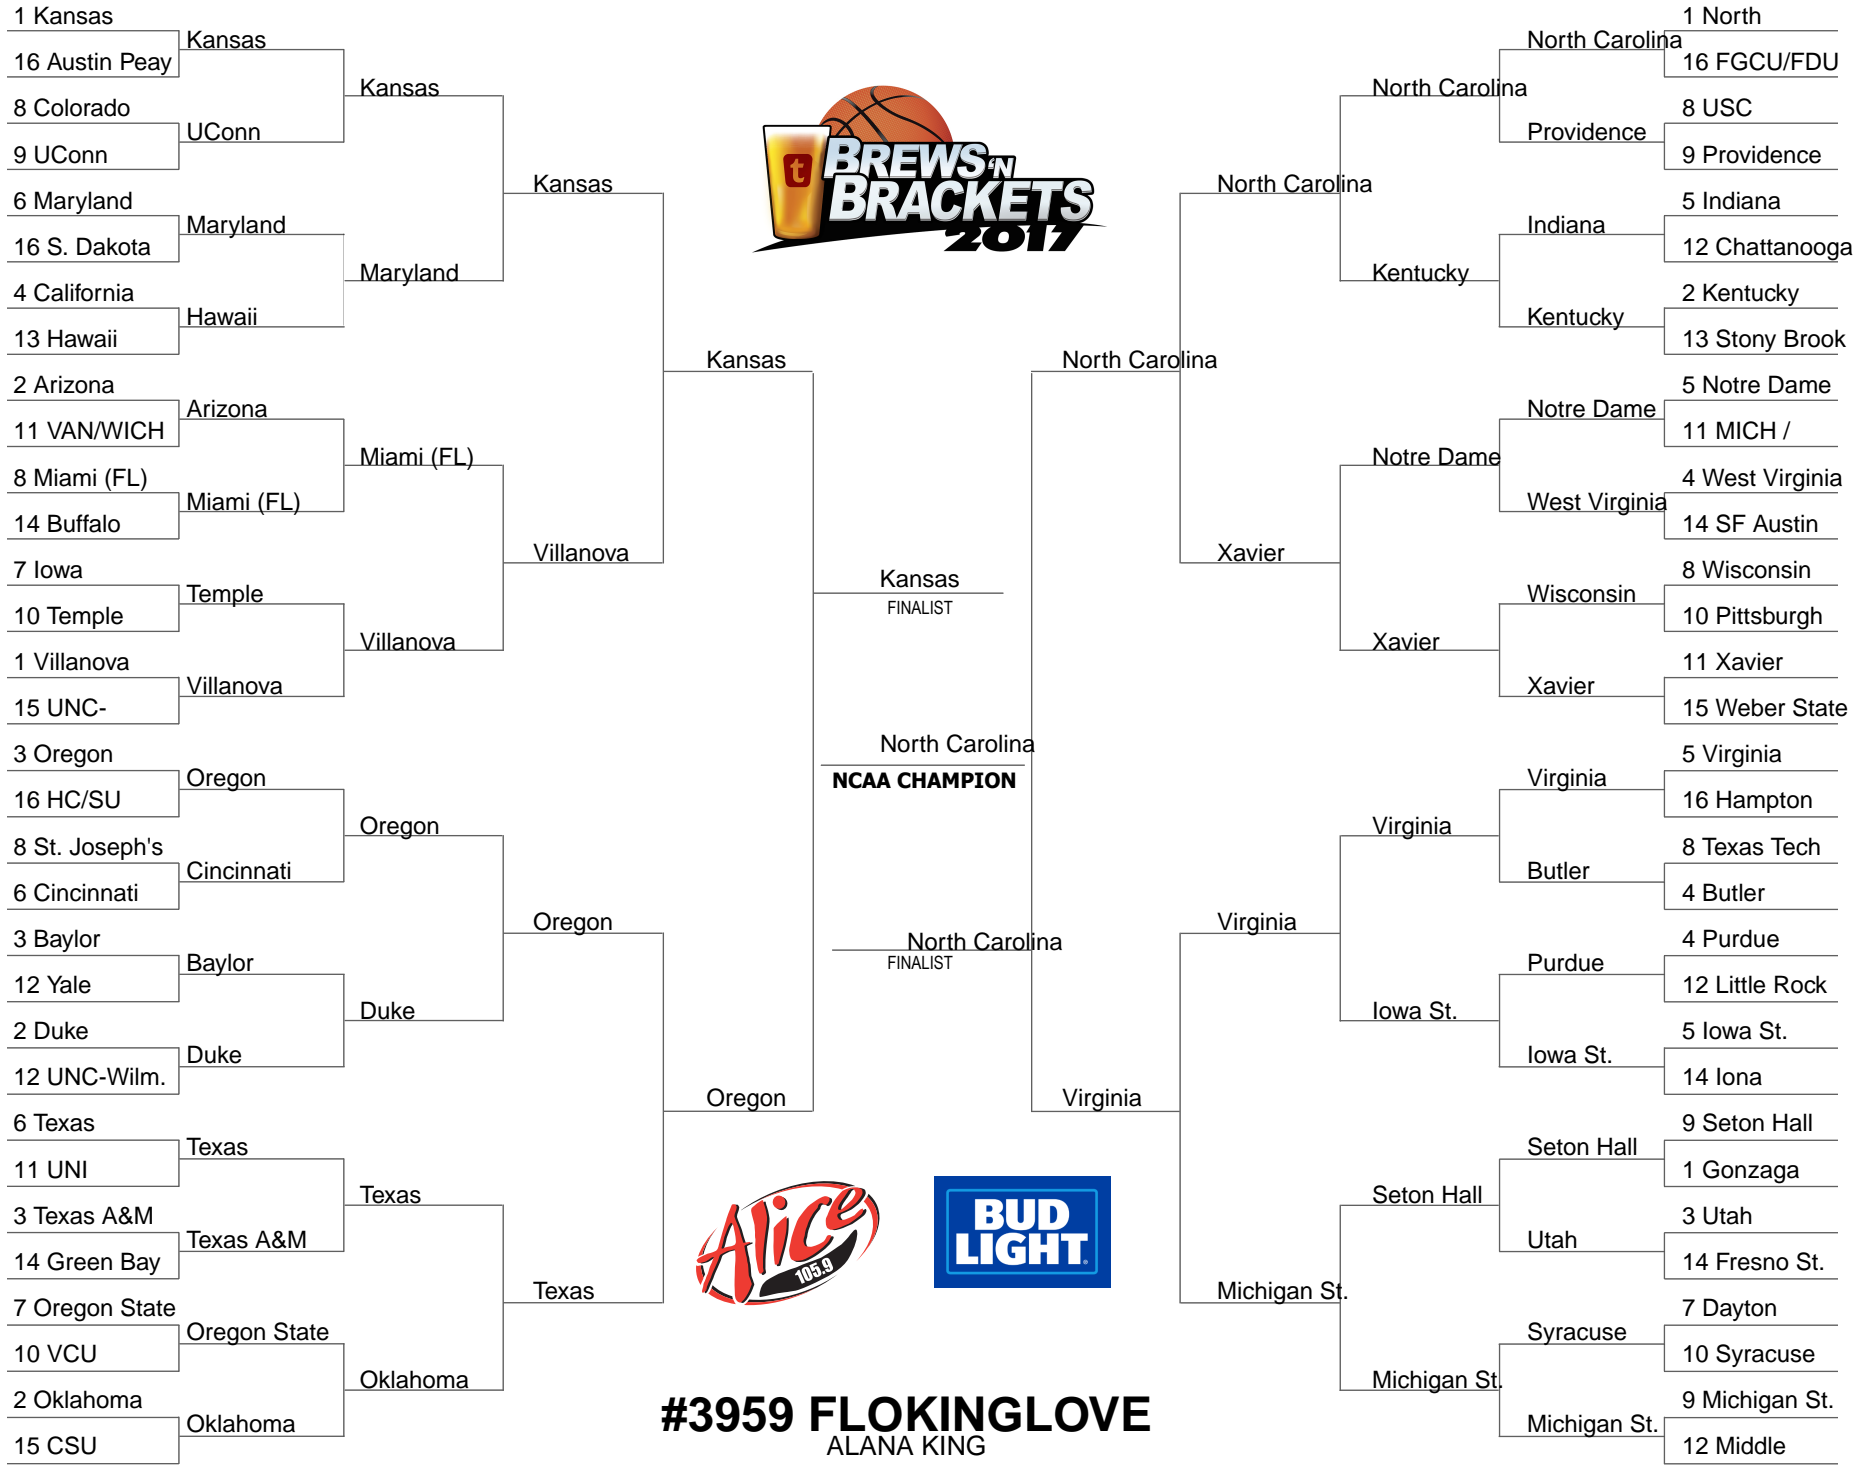 1 Kansas
16 Austin Peay
8 Colorado
9 UConn
6 Maryland
16 S. Dakota
4 California
13 Hawaii
2 Arizona
11 VAN/WICH
8 Miami (FL)
14 Buffalo
7 Iowa
10 Temple
1 Villanova
15 UNC-
3 Oregon
16 HC/SU
8 St. Joseph's
6 Cincinnati
3 Baylor
12 Yale
2 Duke
12 UNC-Wilm.
6 Texas
11 UNI
3 Texas A&M
14 Green Bay
7 Oregon State
10 VCU
2 Oklahoma
15 CSU
Kansas
UConn
Maryland
Hawaii
Arizona
Miami (FL)
Temple
Villanova
Oregon
Cincinnati
Baylor
Duke
Texas
Texas A&M
Oregon State
Oklahoma
Kansas
Maryland
Miami (FL)
Villanova
Oregon
Duke
Texas
Oklahoma
Kansas
Villanova
Oregon
Texas
Kansas
Oregon
t
BREWS 'N
BRACKETS
2017
Kansas
FINALIST
North Carolina
NCAA CHAMPION
North Carolina
FINALIST
Alice
105.9
BUD
LIGHT
#3959 FLOKINGLOVE
ALANA KING
North Carolina
Virginia
North Carolina
Xavier
Virginia
Michigan St.
North Carolina
Kentucky
Notre Dame
Xavier
Virginia
Iowa St.
Seton Hall
Michigan St.
North Carolina
Providence
Indiana
Kentucky
Notre Dame
West Virginia
Wisconsin
Xavier
Virginia
Butler
Purdue
Iowa St.
Seton Hall
Utah
Syracuse
Michigan St.
1 North
16 FGCU/FDU
8 USC
9 Providence
5 Indiana
12 Chattanooga
2 Kentucky
13 Stony Brook
5 Notre Dame
11 MICH /
4 West Virginia
14 SF Austin
8 Wisconsin
10 Pittsburgh
11 Xavier
15 Weber State
5 Virginia
16 Hampton
8 Texas Tech
4 Butler
4 Purdue
12 Little Rock
5 Iowa St.
14 Iona
9 Seton Hall
1 Gonzaga
3 Utah
14 Fresno St.
7 Dayton
10 Syracuse
9 Michigan St.
12 Middle